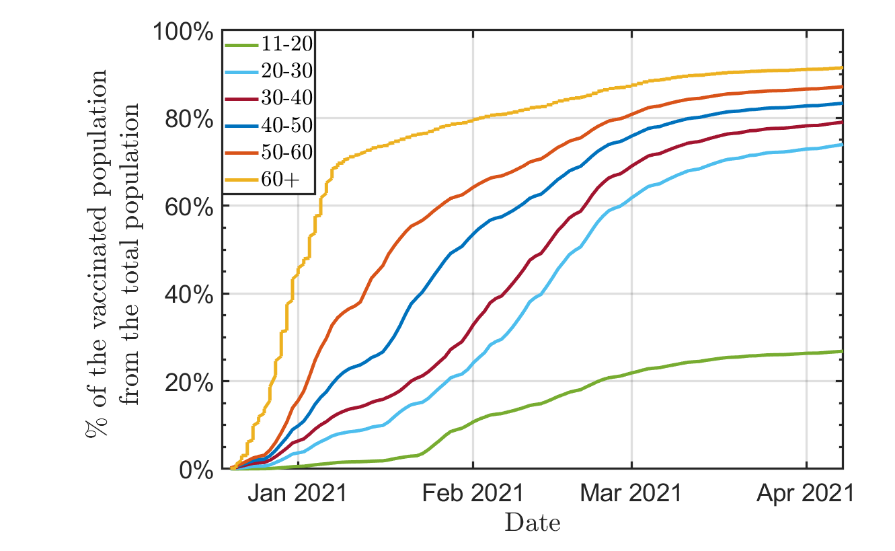 % of the vaccinated population
from the total population
100%
80%
60%
40%
20%
0%
11-20
20-30
30-40
40-50
50-60
60+
Jan 2021
Feb 2021
Mar 2021
Apr 2021
Date